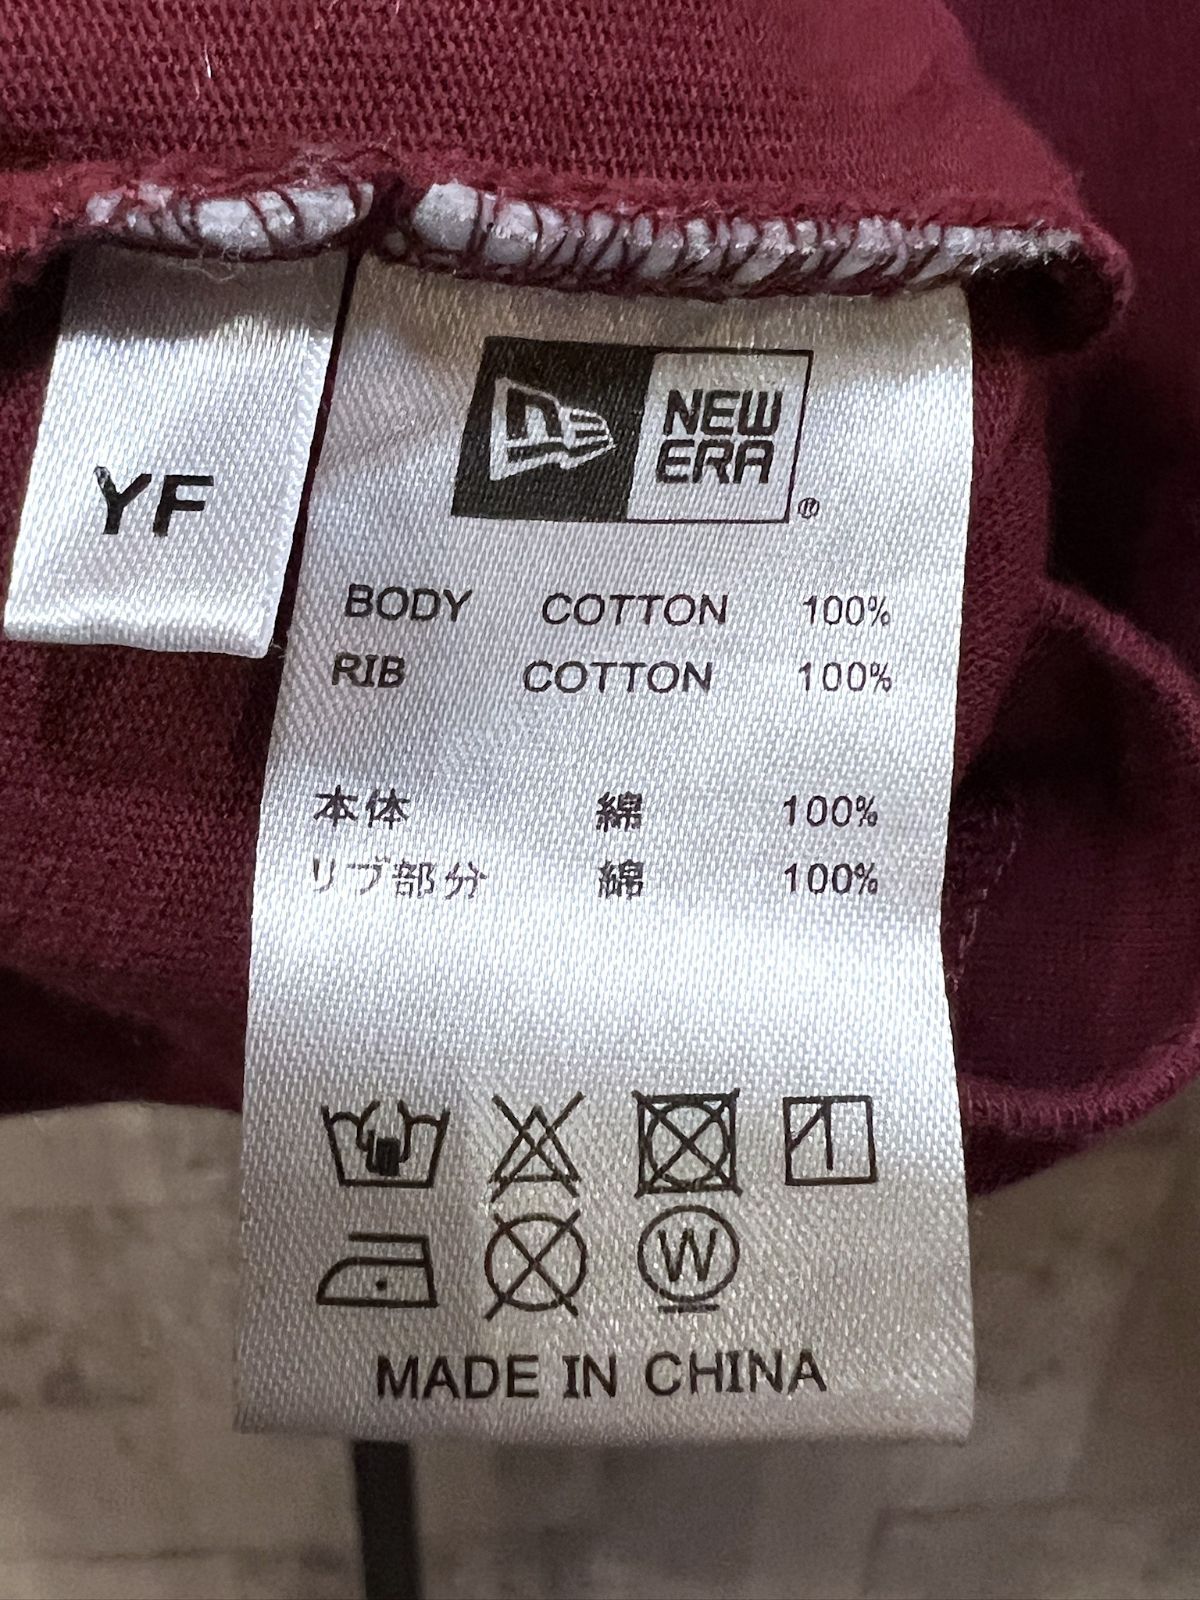 YF
NEW
ERA
®
BODY COTTON 100%
RIB COTTON 100%
本体 綿 100%
リブ部分 綿 100%
W
MADE IN CHINA